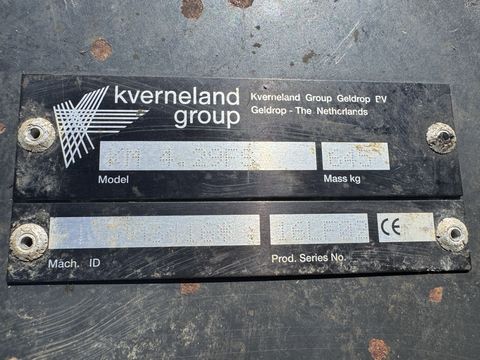 kverneland
group
Kverneland Group Geldrop BV
Geldrop - The Netherlands
Model
Mass kg
CE
Mach. ID
Prod. Series No.